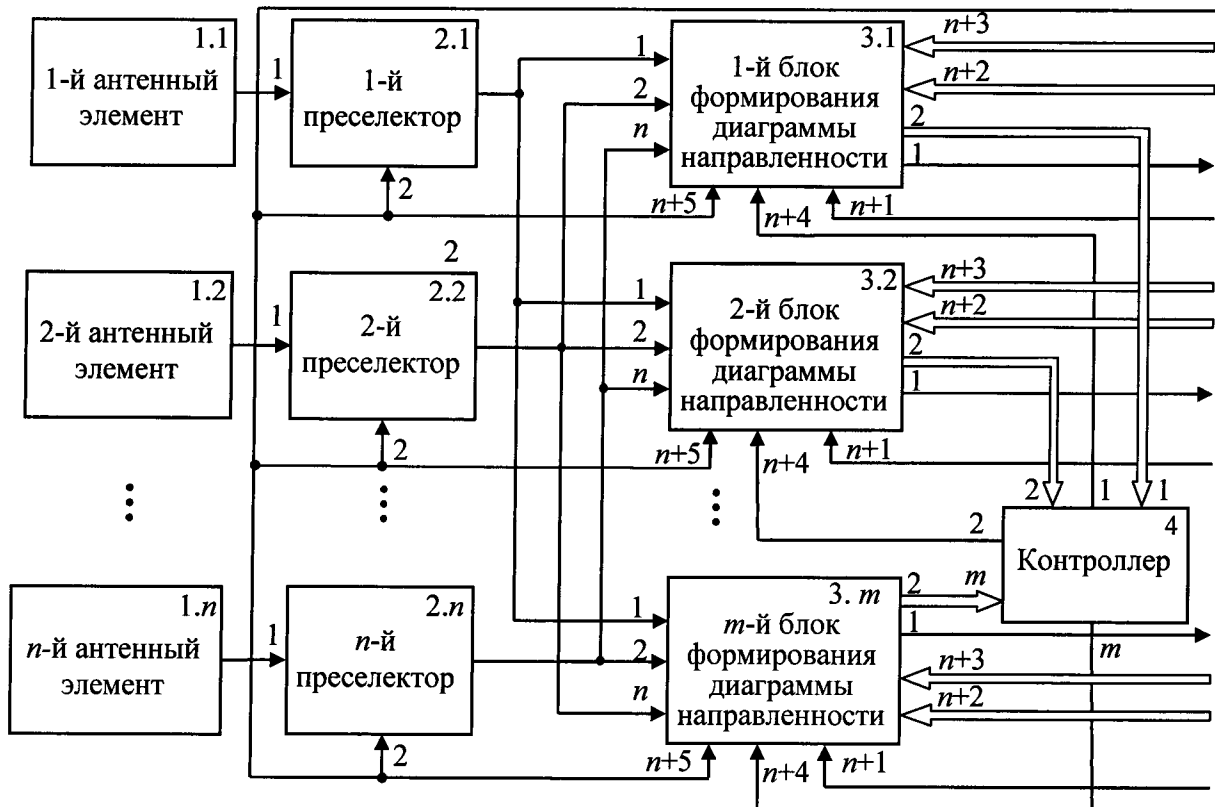 1.1
1-й антенный
элемент
1
2.1
1-й
преселектор
2
1
2
n
3.1
1-й блок
формирования
диаграммы
направленности
n+3
n+2
2
1
n+5
n+4
n+1
1.2
2-й антенный
элемент
1
2
2.2
2-й
преселектор
2
1
2
n
3.2
2-й блок
формирования
диаграммы
направленности
n+3
n+2
2
1
n+5
n+4
n+1
2
1
1
2
4
Контроллер
m
m
1.n
n-й антенный
элемент
1
2.n
n-й
преселектор
2
1
2
n
3. m
m-й блок
формирования
диаграммы
направленности
2
1
n+3
n+2
n+5
n+4
n+1